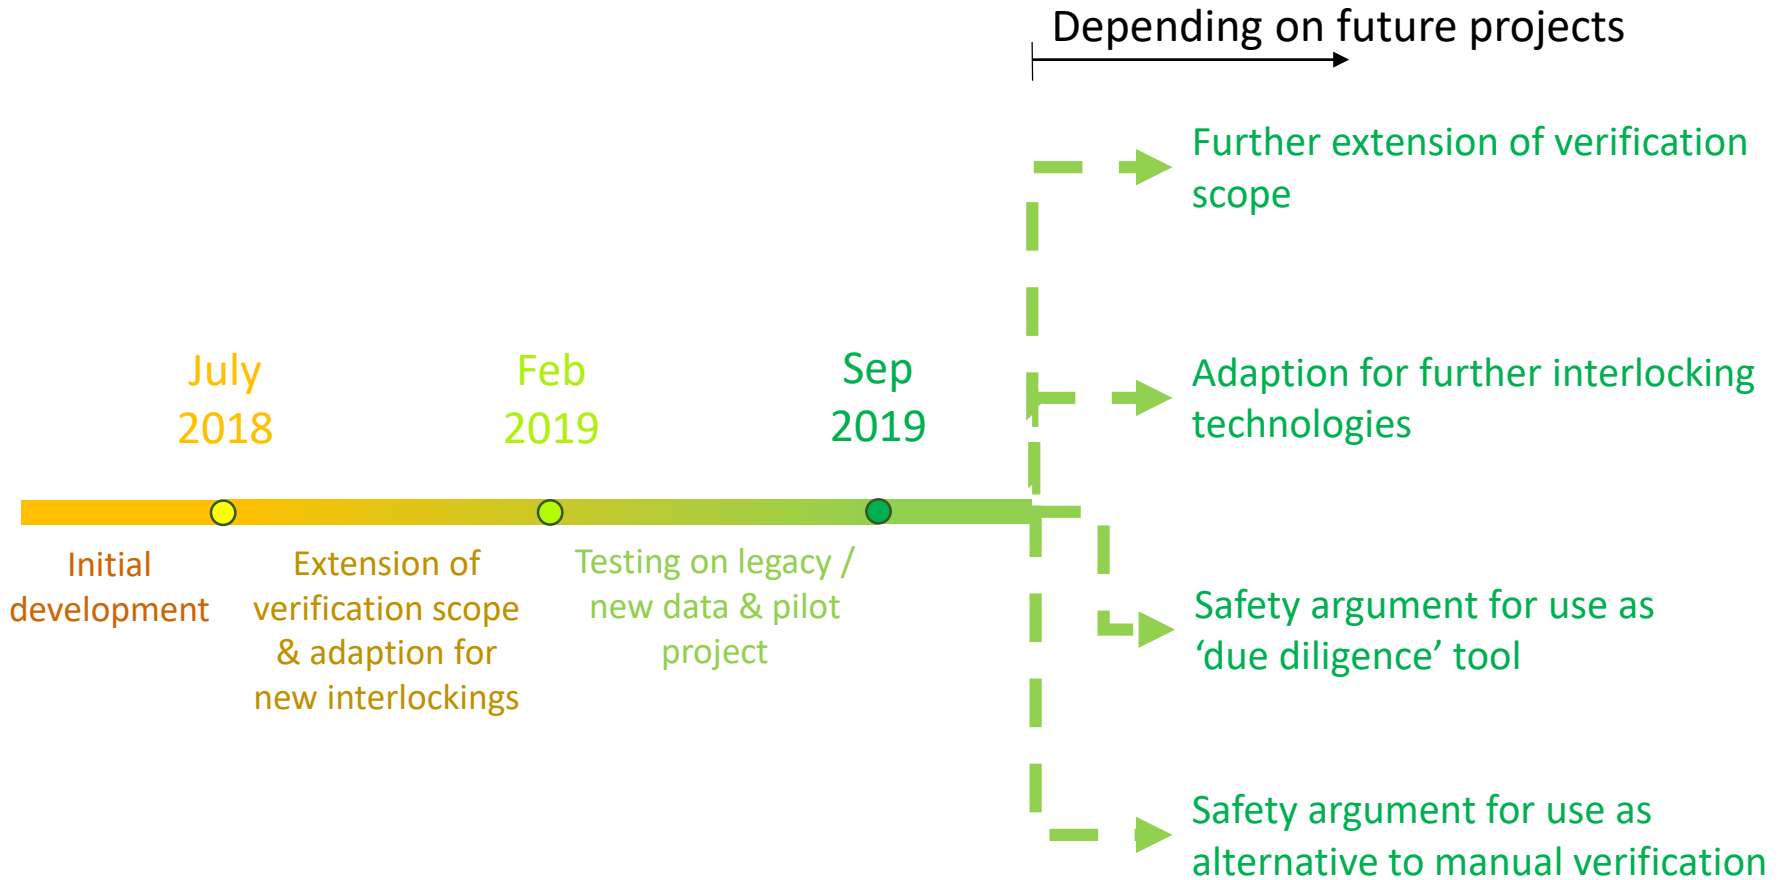 Depending on future projects
Further extension of verification
scope
Adaption for further interlocking
technologies
July
2018
Feb
2019
Sep
2019
Initial
development
Extension of
verification scope
& adaption for
new interlockings
Testing on legacy /
new data & pilot
project
Safety argument for use as
‘due diligence’ tool
Safety argument for use as
alternative to manual verification